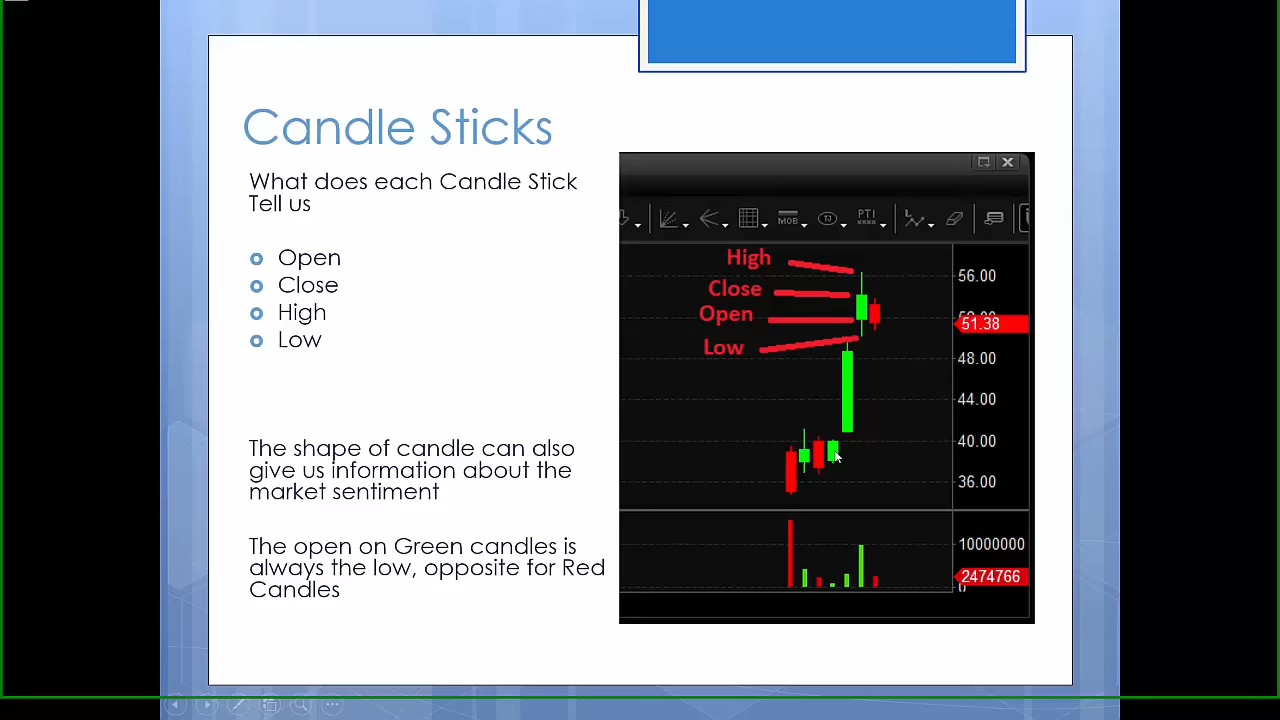 Candle Sticks
What does each Candle Stick
Tell us
Open
Close
High
Low
The shape of candle can also
give us information about the
market sentiment
The open on Green candles is
always the low, opposite for Red
Candles
MOB
TJ
PTI
High
Close
Open
Low
56.00
51.38
48.00
44.00
40.00
36.00
10000000
2474766